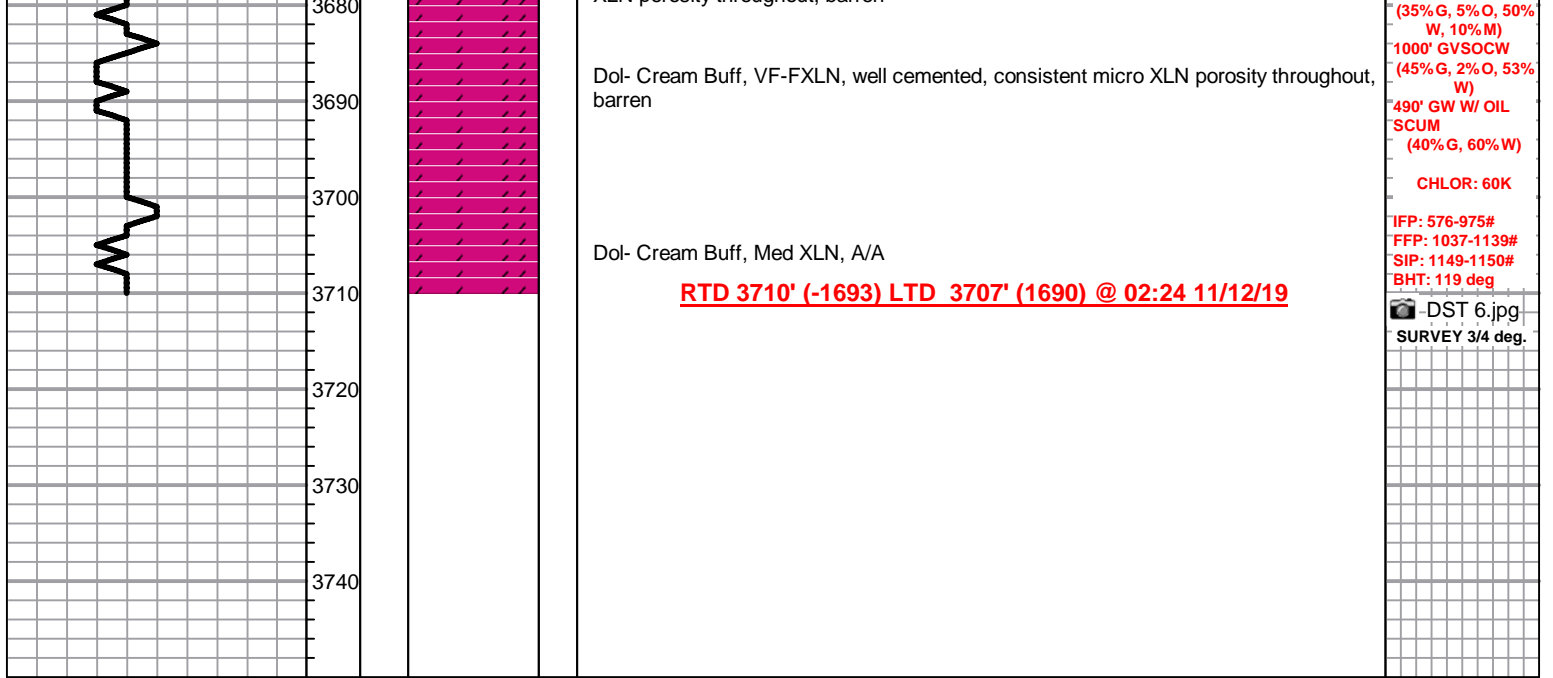 3680
3690
3700
3710
3720
3730
3740
XLN porosity throughout, barren
Dol- Cream Buff, VF-FXLN, well cemented, consistent micro XLN porosity throughout,
barren
Dol- Cream Buff, Med XLN, A/A
RTD 3710' (-1693) LTD 3707' (1690) @ 02:24 11/12/19
(35%G, 5%O, 50%
W, 10%M)
1000' GVSOCW
(45%G, 2%O, 53%
W)
490' GW W/ OIL
SCUM
(40%G, 60%W)
CHLOR: 60K
IFP: 576-975#
FFP: 1037-1139#
SIP: 1149-1150#
BHT: 119 deg
DST 6.jpg
SURVEY 3/4 deg.